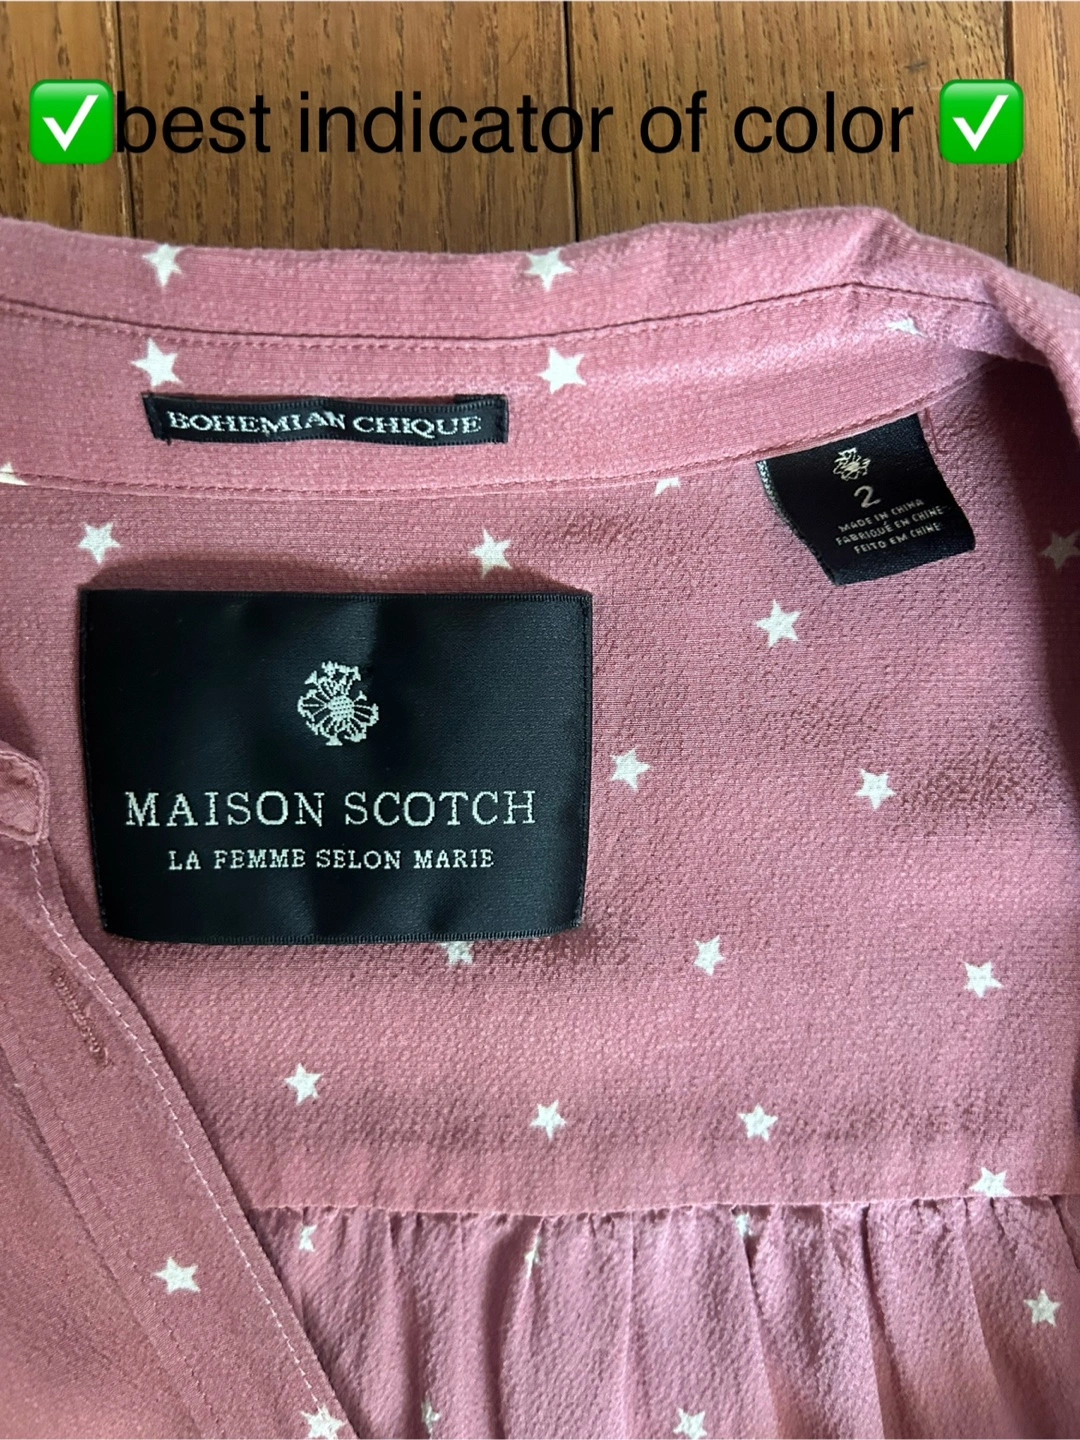 ✅best indicator of color ✅
BOHEMIAN CHIQUE
2
MADE IN CHINA
FABRIQUÉ EN CHINE
FEITO EM CHINE
MAISON SCOTCH
LA FEMME SELON MARIE